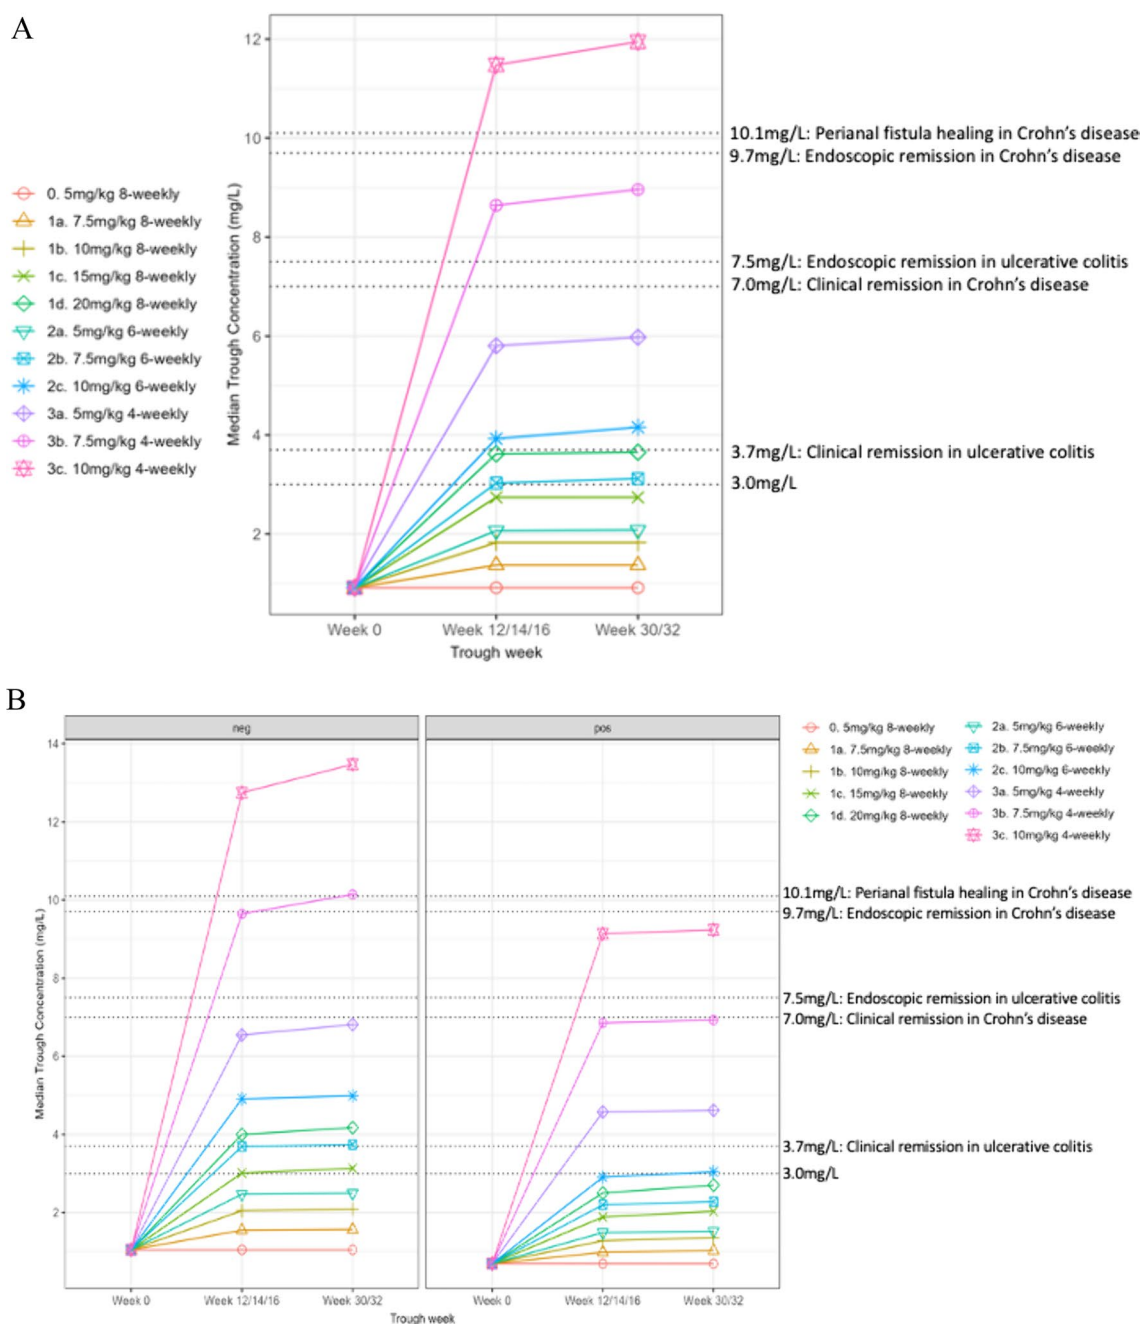 A
12
10
8
6
4
2
Median Trough Concentration (mg/L)
10.1mg/L: Perianal fistula healing in Crohn’s disease
9.7mg/L: Endoscopic remission in Crohn’s disease
7.5mg/L: Endoscopic remission in ulcerative colitis
7.0mg/L: Clinical remission in Crohn’s disease
3.7mg/L: Clinical remission in ulcerative colitis
3.0mg/L
0. 5mg/kg 8-weekly
1a. 7.5mg/kg 8-weekly
1b. 10mg/kg 8-weekly
1c. 15mg/kg 8-weekly
1d. 20mg/kg 8-weekly
2a. 5mg/kg 6-weekly
2b. 7.5mg/kg 6-weekly
2c. 10mg/kg 6-weekly
3a. 5mg/kg 4-weekly
3b. 7.5mg/kg 4-weekly
3c. 10mg/kg 4-weekly
Week 0 Week 12/14/16 Week 30/32
Trough week
B
neg
pos
14
12
10
8
6
4
2
Median Trough Concentration (mg/L)
0. 5mg/kg 8-weekly
1a. 7.5mg/kg 8-weekly
1b. 10mg/kg 8-weekly
1c. 15mg/kg 8-weekly
1d. 20mg/kg 8-weekly
2a. 5mg/kg 6-weekly
2b. 7.5mg/kg 6-weekly
2c. 10mg/kg 6-weekly
3a. 5mg/kg 4-weekly
3b. 7.5mg/kg 4-weekly
3c. 10mg/kg 4-weekly
10.1mg/L: Perianal fistula healing in Crohn’s disease
9.7mg/L: Endoscopic remission in Crohn’s disease
7.5mg/L: Endoscopic remission in ulcerative colitis
7.0mg/L: Clinical remission in Crohn’s disease
3.7mg/L: Clinical remission in ulcerative colitis
3.0mg/L
Week 0 Week 12/14/16 Week 30/32
Week 0 Week 12/14/16 Week 30/32
Trough week